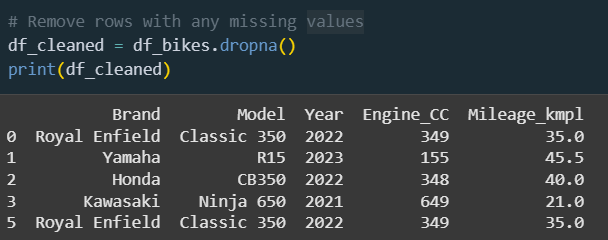 # Remove rows with any missing values
df_cleaned = df_bikes.dropna()
print(df_cleaned)
Brand Model Year Engine_CC Mileage_kmpl
0 Royal Enfield Classic 350 2022 349 35.0
1 Yamaha R15 2023 155 45.5
2 Honda CB350 2022 348 40.0
3 Kawasaki Ninja 650 2021 649 21.0
5 Royal Enfield Classic 350 2022 349 35.0